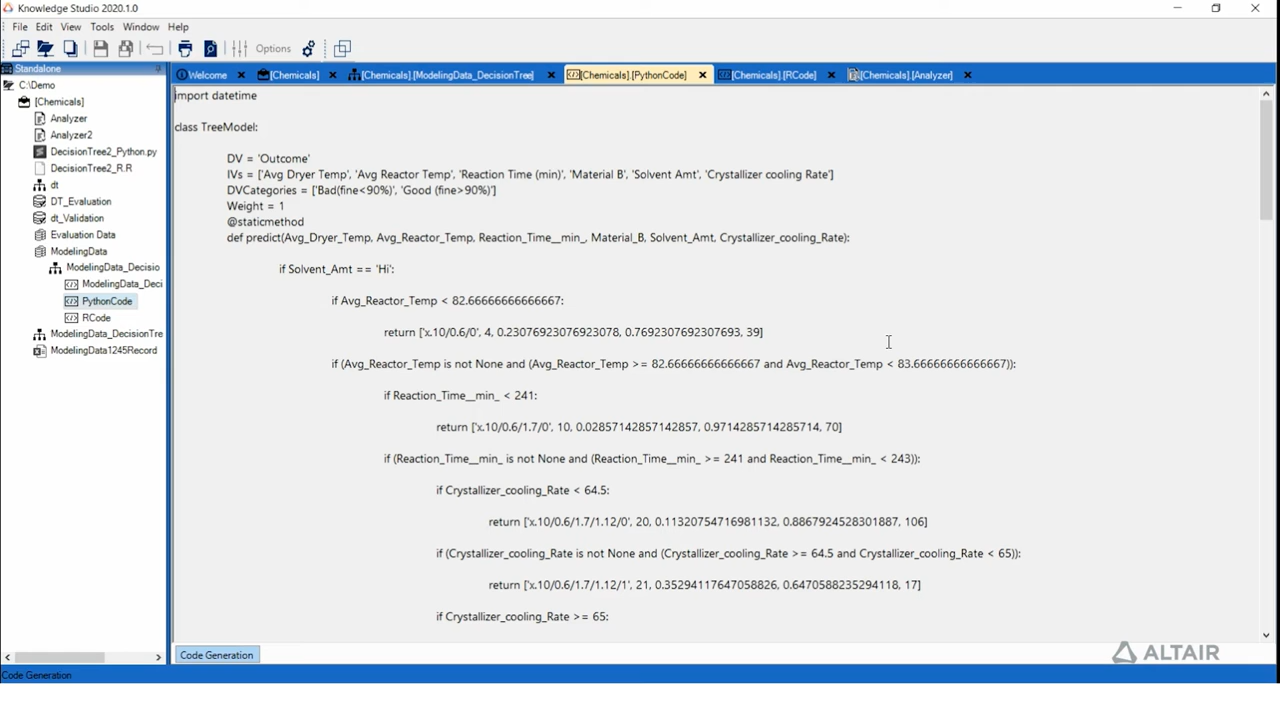 Knowledge Studio 2020.1.0
File Edit View Tools Window Help
Options
Standalone
Welcome [Chemicals] [Chemicals].[ModelingData_DecisionTree] [Chemicals].[PythonCode] [Chemicals].[RCode] [Chemicals].[Analyzer]
C:\Demo
[Chemicals]
Analyzer
Analyzer2
DecisionTree2_Python.py
DecisionTree2_R.R
dt
DT_Evaluation
dt_Validation
Evaluation Data
ModelingData
ModelingData_Decisio
ModelingData_Deci
PythonCode
RCode
ModelingData_DecisionTre
ModelingData1245Record
import datetime
class TreeModel:
DV = 'Outcome'
IVs = ['Avg Dryer Temp', 'Avg Reactor Temp', 'Reaction Time (min)', 'Material B', 'Solvent Amt', 'Crystallizer cooling Rate']
DVCategories = ['Bad(fine<90%)', 'Good (fine>90%)']
Weight = 1
@staticmethod
def predict(Avg_Dryer_Temp, Avg_Reactor_Temp, Reaction_Time__min_, Material_B, Solvent_Amt, Crystallizer_cooling_Rate):
if Solvent_Amt == 'Hi':
if Avg_Reactor_Temp < 82.66666666666667:
return ['x.10/0.6/0', 4, 0.23076923076923078, 0.7692307692307693, 39]
if (Avg_Reactor_Temp is not None and (Avg_Reactor_Temp >= 82.66666666666667 and Avg_Reactor_Temp < 83.66666666666667)):
if Reaction_Time__min_ < 241:
return ['x.10/0.6/1.7/0', 10, 0.02857142857142857, 0.9714285714285714, 70]
if (Reaction_Time__min_ is not None and (Reaction_Time__min_ >= 241 and Reaction_Time__min_ < 243)):
if Crystallizer_cooling_Rate < 64.5:
return ['x.10/0.6/1.7/1.12/0', 20, 0.11320754716981132, 0.8867924528301887, 106]
if (Crystallizer_cooling_Rate is not None and (Crystallizer_cooling_Rate >= 64.5 and Crystallizer_cooling_Rate < 65)):
return ['x.10/0.6/1.7/1.12/1', 21, 0.35294117647058826, 0.6470588235294118, 17]
if Crystallizer_cooling_Rate >= 65:
Code Generation
ALTAIR
Code Generation